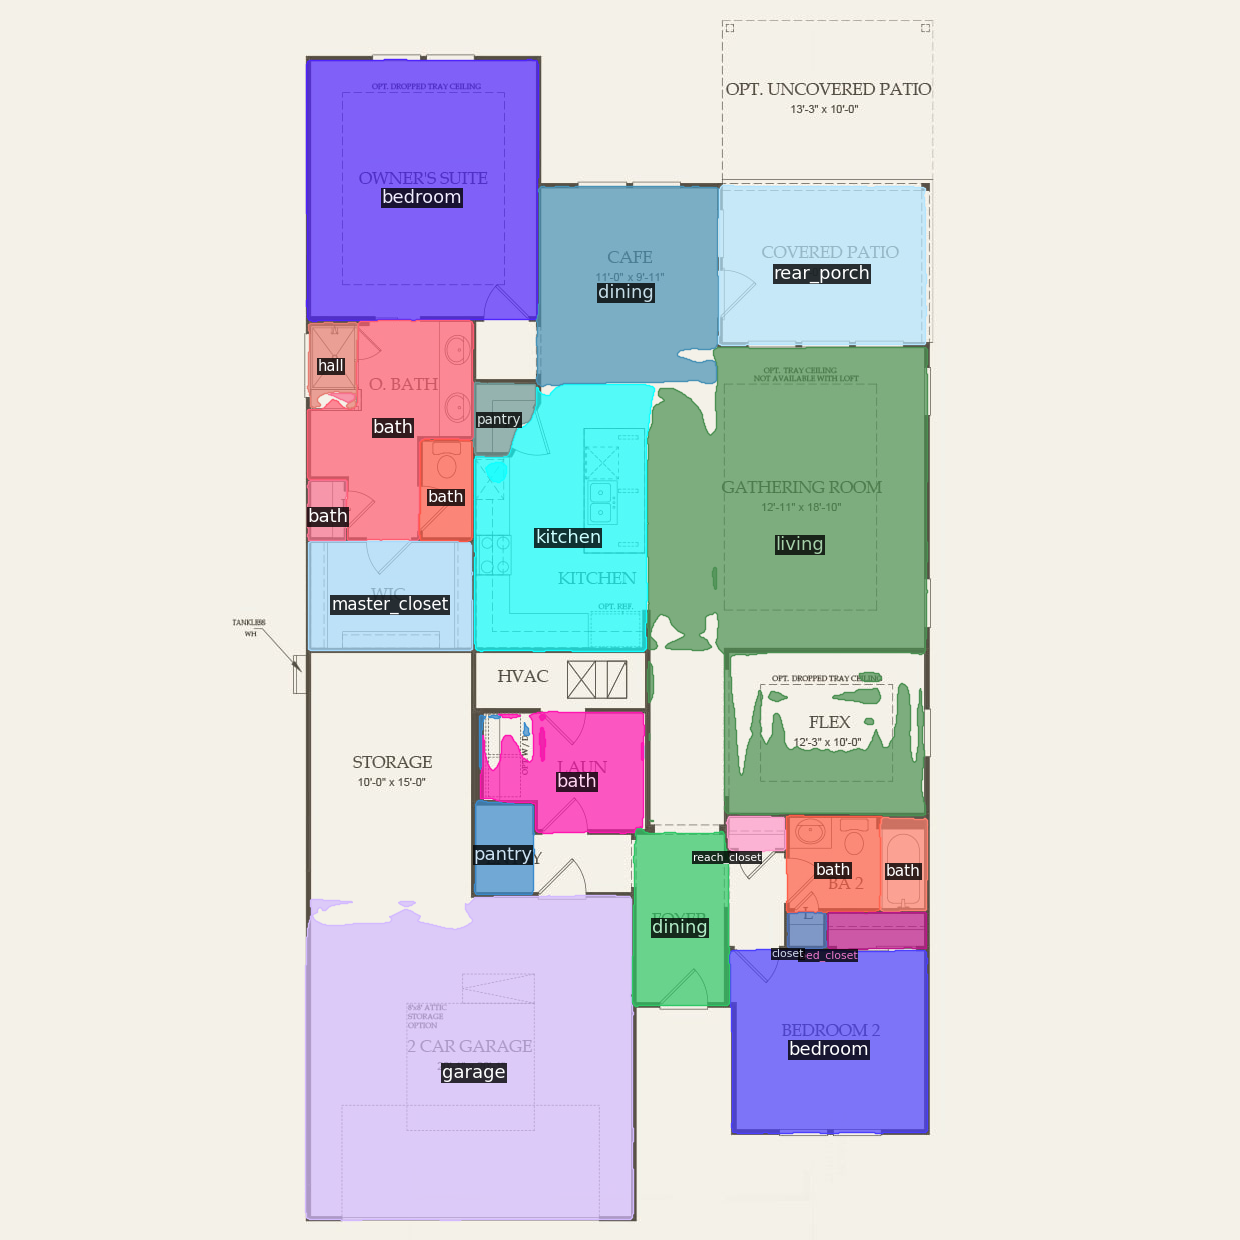 OPT. UNCOVERED PATIO
13'-3" x 10'-0"
OPT. DROPPED TRAY CEILING
OWNER'S SUITE
bedroom
CAFE
11'-0" x 9'-11"
dining
COVERED PATIO
rear_porch
hall
O. BATH
bath
pantry
OPT. TRAY CEILING
NOT AVAILABLE WITH LOFT
GATHERING ROOM
12'-11" x 18'-10"
living
bath
bath
kitchen
KITCHEN
OPT. REF.
WIC
master_closet
TANKLESS
WH
HVAC
OPT. DROPPED TRAY CEILING
FLEX
12'-3" x 10'-0"
STORAGE
10'-0" x 15'-0"
OPT W/D
LAUN
bath
pantry
Y
reach_closet
bath
bath
BA 2
L
FOYER
dining
closet
ed_closet
8'x8' ATTIC
STORAGE
OPTION
2 CAR GARAGE
garage
BEDROOM 2
bedroom